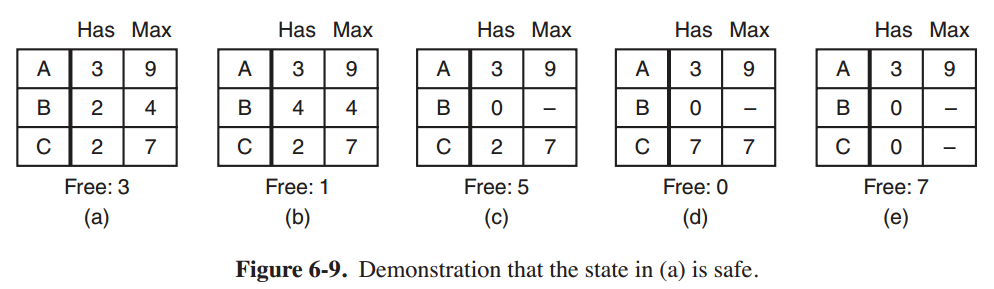 Has Max Has Max Has Max Has Max Has Max
A 3 9 A 3 9 A 3 9 A 3 9 A 3 9
B 2 4 B 4 4 B 0 – B 0 – B 0 –
C 2 7 C 2 7 C 2 7 C 7 7 C 0 –
Free: 3 Free: 1 Free: 5 Free: 0 Free: 7
(a) (b) (c) (d) (e)
Figure 6-9. Demonstration that the state in (a) is safe.